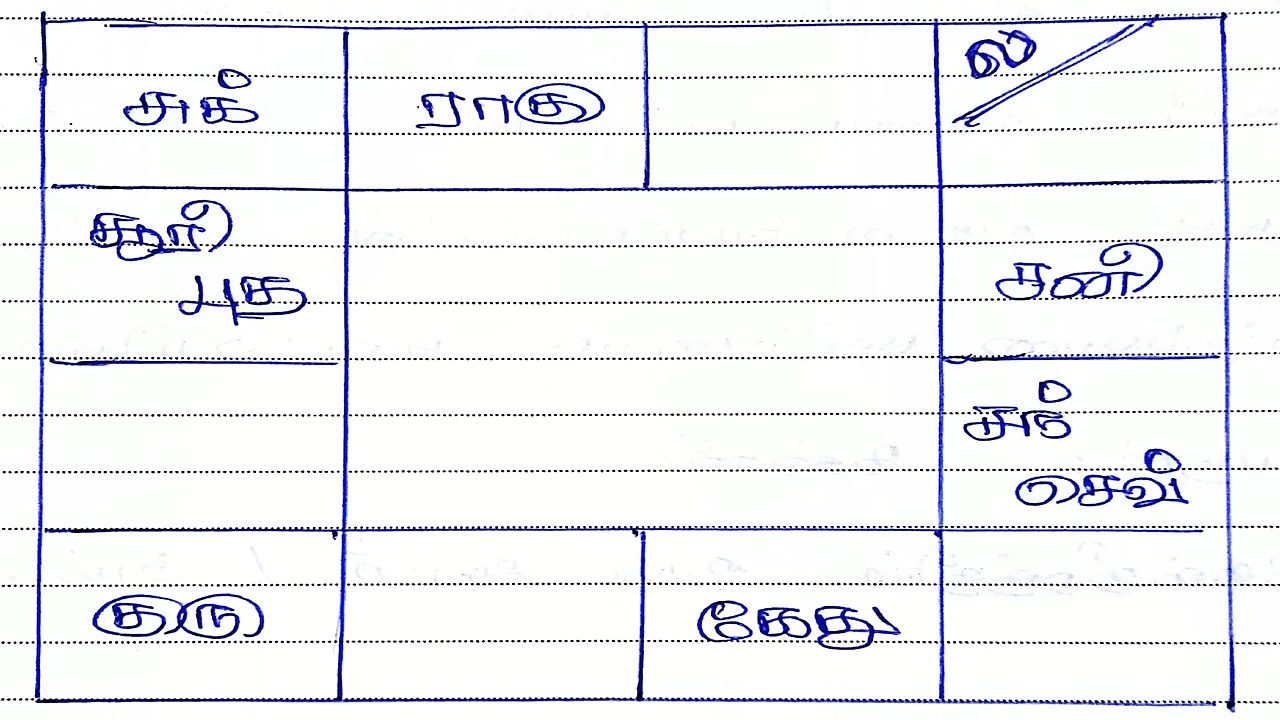 சுக்
ராகு
ல
சூரி
புத
சனி
சந்
செவ்
குரு
கேது